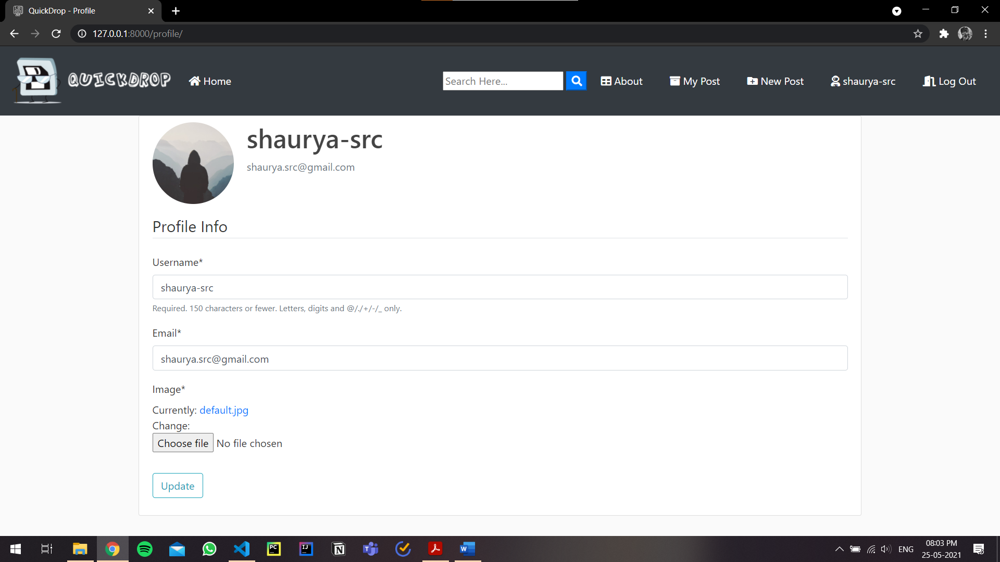 QuickDrop - Profile
127.0.0.1:8000/profile/
QUICKDROP
Home
Search Here...
About
My Post
New Post
shaurya-src
Log Out
shaurya-src
shaurya.src@gmail.com
Profile Info
Username*
shaurya-src
Required. 150 characters or fewer. Letters, digits and @/./+/-/_ only.
Email*
shaurya.src@gmail.com
Image*
Currently: default.jpg
Change:
Choose file No file chosen
Update
PC
IJ
N
T
W
ENG
08:03 PM
25-05-2021